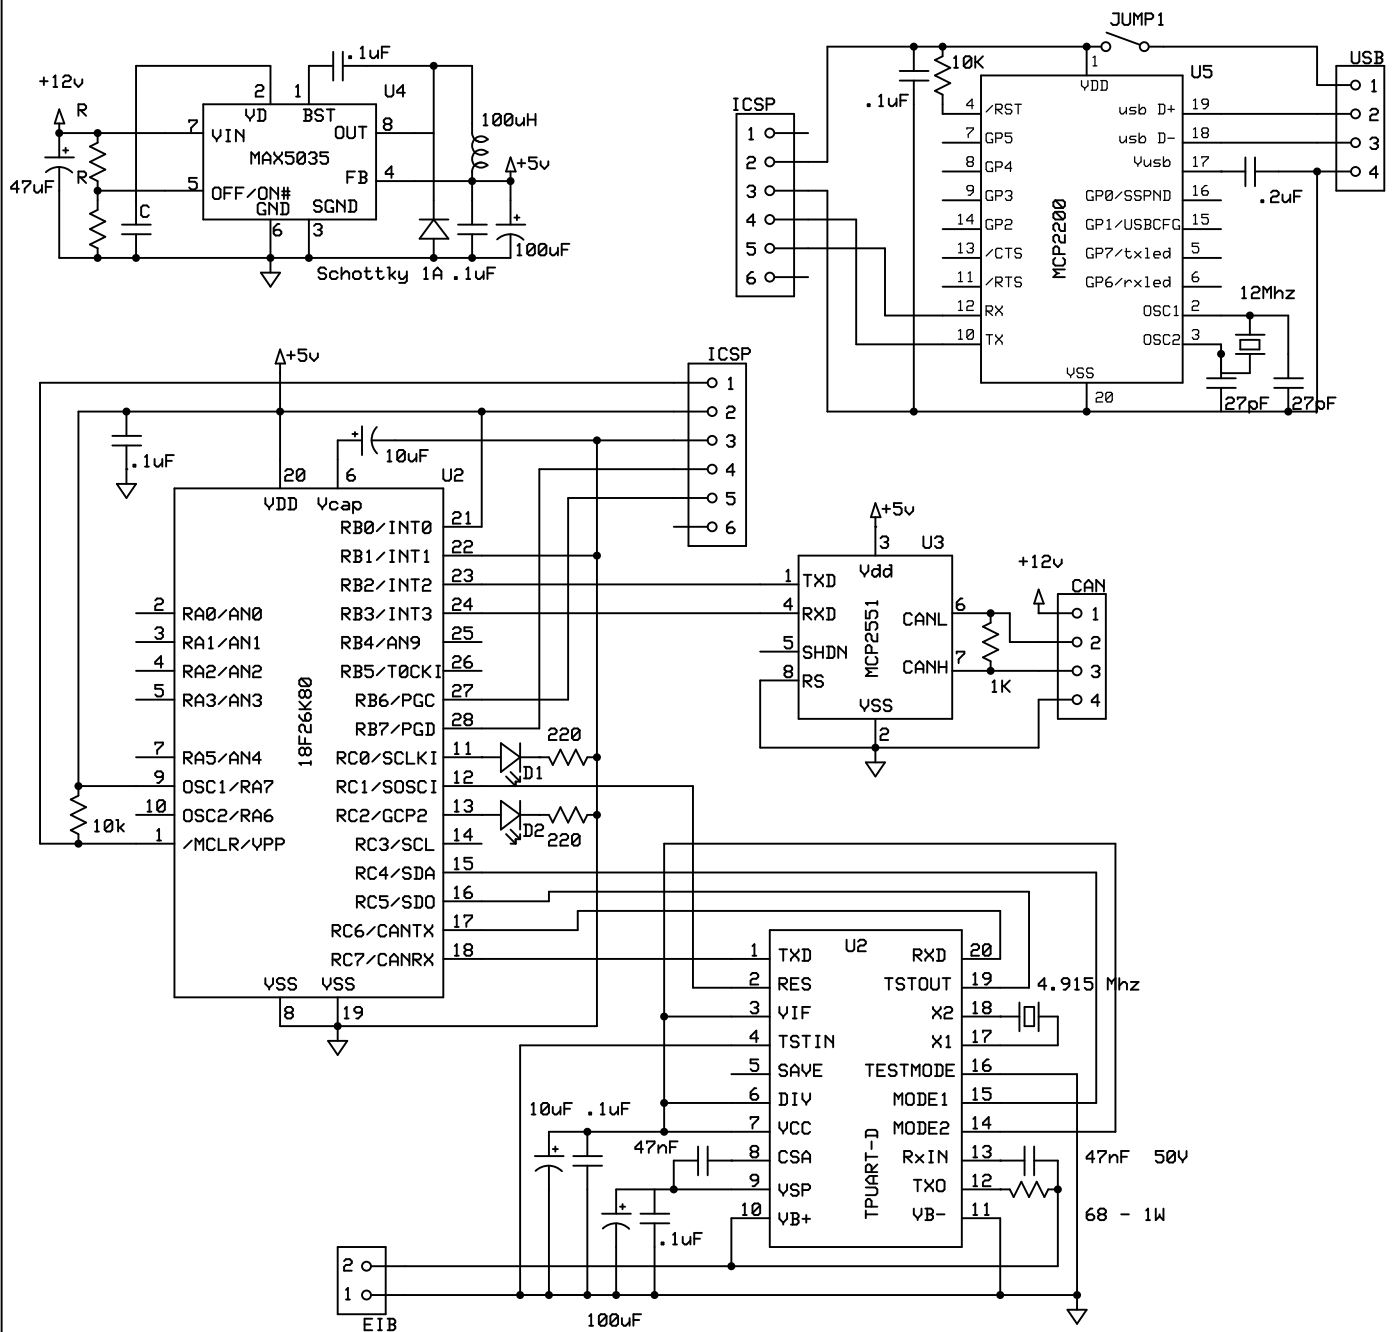 +12v
R
R
47uF
C
2
1
.1uF
U4
VD
BST
7
VIN
OUT
8
MAX5035
100uH
+5v
FB
4
5
OFF/ON#
GND
SGND
6
3
100uF
Schottky 1A
.1uF
JUMP1
USB
1
2
3
4
ICSP
1
2
3
4
5
6
.1uF
10K
1
VDD
U5
MCP2200
4
/RST
7
GP5
8
GP4
9
GP3
14
GP2
13
/CTS
11
/RTS
12
RX
10
TX
usb D+
19
usb D-
18
Vusb
17
GP0/SSPND
16
GP1/USBCFG
15
GP7/txled
5
GP6/rxled
6
OSC1
2
OSC2
3
VSS
20
.2uF
12Mhz
27pF
27pF
+5v
ICSP
1
2
3
4
5
6
.1uF
10uF
20
6
U2
VDD
Vcap
18F26K80
2
RA0/AN0
3
RA1/AN1
4
RA2/AN2
5
RA3/AN3
7
RA5/AN4
9
OSC1/RA7
10
OSC2/RA6
1
/MCLR/VPP
10k
RB0/INT0
21
RB1/INT1
22
RB2/INT2
23
RB3/INT3
24
RB4/AN9
25
RB5/T0CKI
26
RB6/PGC
27
RB7/PGD
28
RC0/SCLKI
11
RC1/SOSCI
12
RC2/GCP2
13
RC3/SCL
14
RC4/SDA
15
RC5/SDO
16
RC6/CANTX
17
RC7/CANRX
18
VSS
VSS
8
19
D1
220
D2
220
+5v
3
U3
Vdd
MCP2551
1
TXD
4
RXD
5
SHDN
8
RS
CANL
6
CANH
7
VSS
2
1K
+12v
CAN
1
2
3
4
U2
TPUART-D
1
TXD
2
RES
3
VIF
4
TSTIN
5
SAVE
6
DIV
7
VCC
8
CSA
9
VSP
10
VB+
RXD
20
TSTOUT
19
X2
18
X1
17
TESTMODE
16
MODE1
15
MODE2
14
RxIN
13
TXO
12
VB-
11
4.915 Mhz
47nF 50V
68 - 1W
10uF
.1uF
47nF
.1uF
100uF
2
1
EIB